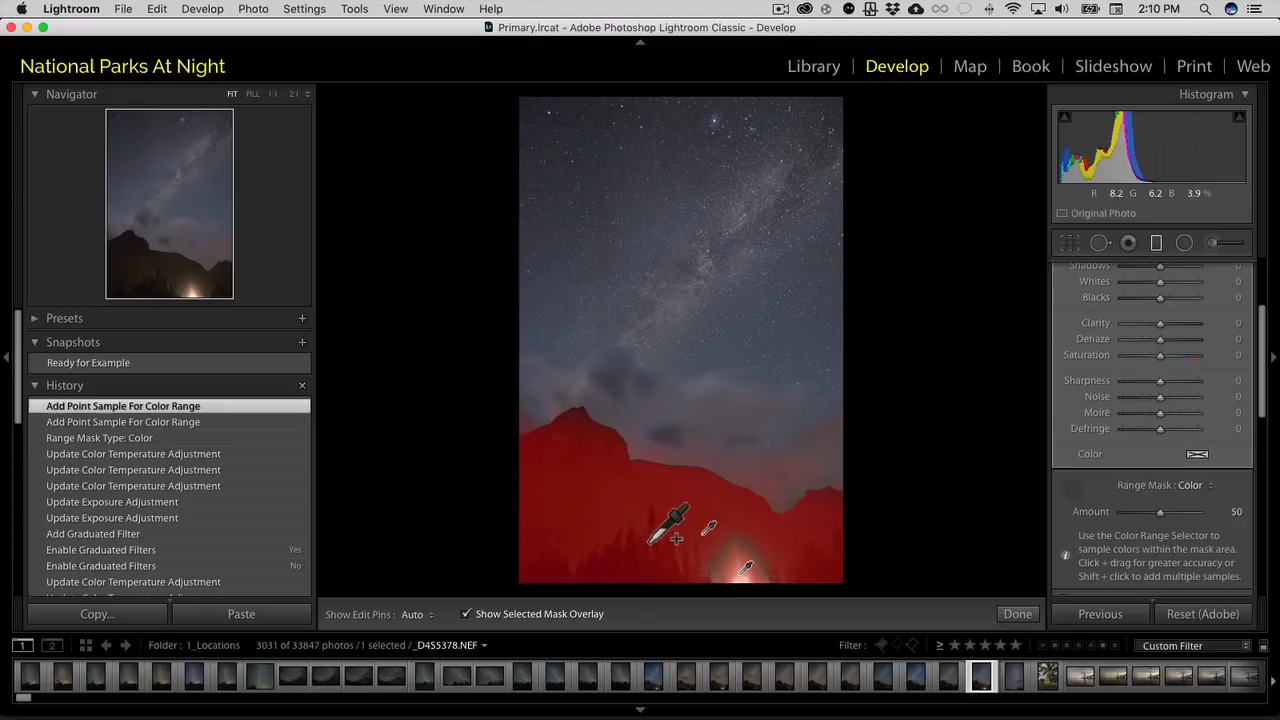 Lightroom File Edit Develop Photo Settings Tools View Window Help 2:10 PM
Primary.lrcat - Adobe Photoshop Lightroom Classic - Develop
National Parks At Night
Library | Develop | Map | Book | Slideshow | Print | Web
Navigator FIT FILL 1:1 2:1
Presets
Snapshots
Ready for Example
History
Add Point Sample For Color Range
Add Point Sample For Color Range
Range Mask Type: Color
Update Color Temperature Adjustment
Update Color Temperature Adjustment
Update Color Temperature Adjustment
Update Exposure Adjustment
Update Exposure Adjustment
Add Graduated Filter
Enable Graduated Filters Yes
Enable Graduated Filters No
Update Color Temperature Adjustment
Copy... Paste
Show Edit Pins: Auto Show Selected Mask Overlay Done
Histogram
R 8.2 G 6.2 B 3.9 %
Original Photo
Shadows 0
Whites 0
Blacks 0
Clarity 0
Dehaze 0
Saturation 0
Sharpness 0
Noise 0
Moiré 0
Defringe 0
Color
Range Mask : Color
Amount 50
Use the Color Range Selector to
sample colors within the mask area.
Click + drag for greater accuracy or
Shift + click to add multiple samples.
Previous Reset (Adobe)
1 2 Folder : 1_Locations 3031 of 33847 photos / 1 selected / _D4S5378.NEF Filter : ≥ ★★★★★ Custom Filter